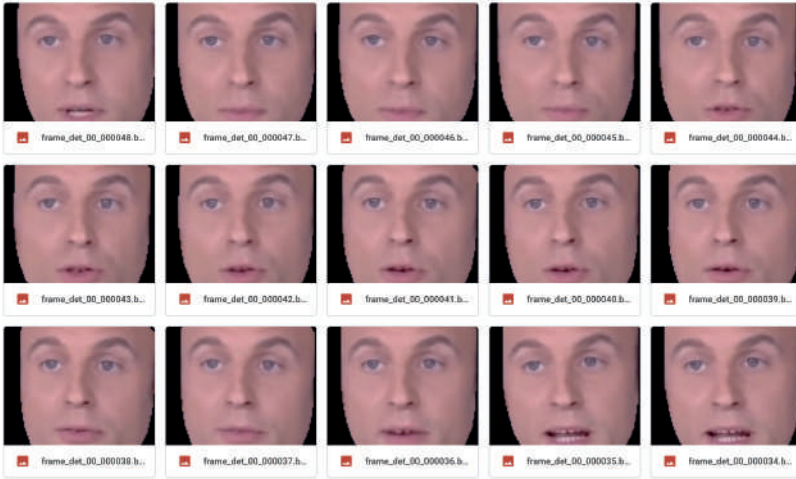 frame_det_00_000048.b...
frame_det_00_000047.b...
frame_det_00_000046.b...
frame_det_00_000045.b...
frame_det_00_000044.b...
frame_det_00_000043.b...
frame_det_00_000042.b...
frame_det_00_000041.b...
frame_det_00_000040.b...
frame_det_00_000039.b...
frame_det_00_000038.b...
frame_det_00_000037.b...
frame_det_00_000036.b...
frame_det_00_000035.b...
frame_det_00_000034.b...